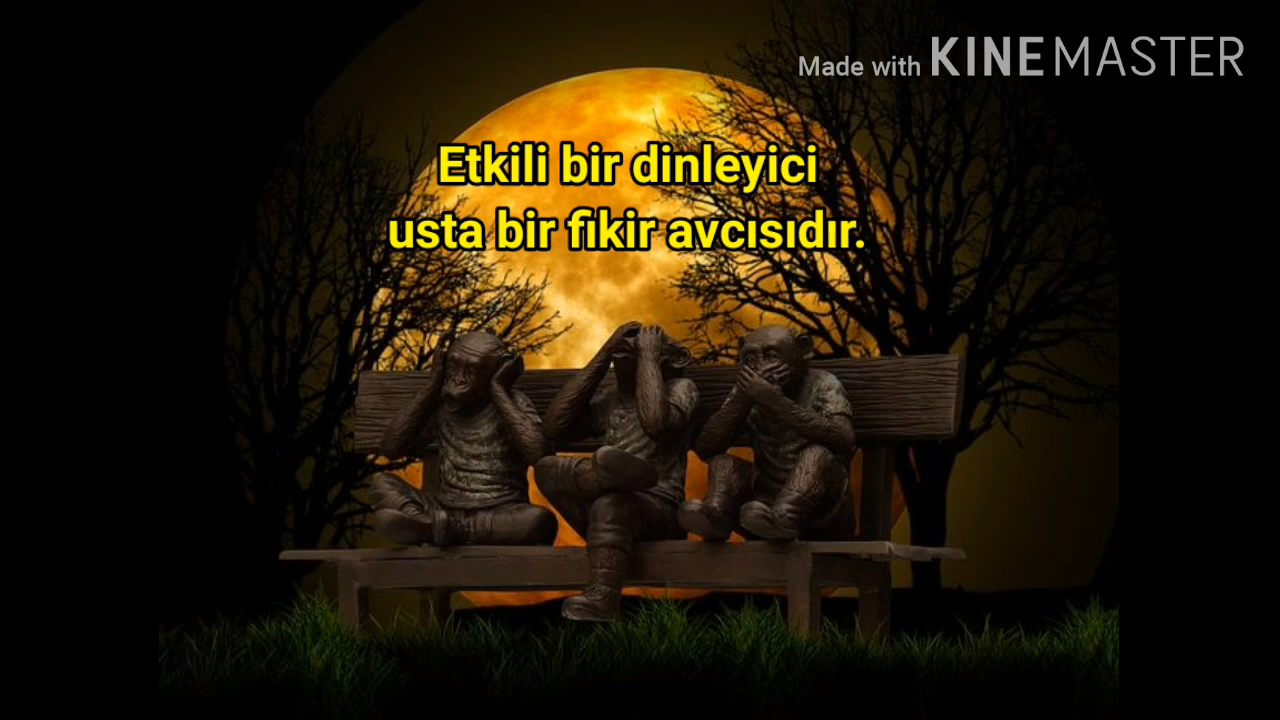 Made with KINEMASTER
Etkili bir dinleyici
usta bir fikir avcısıdır.